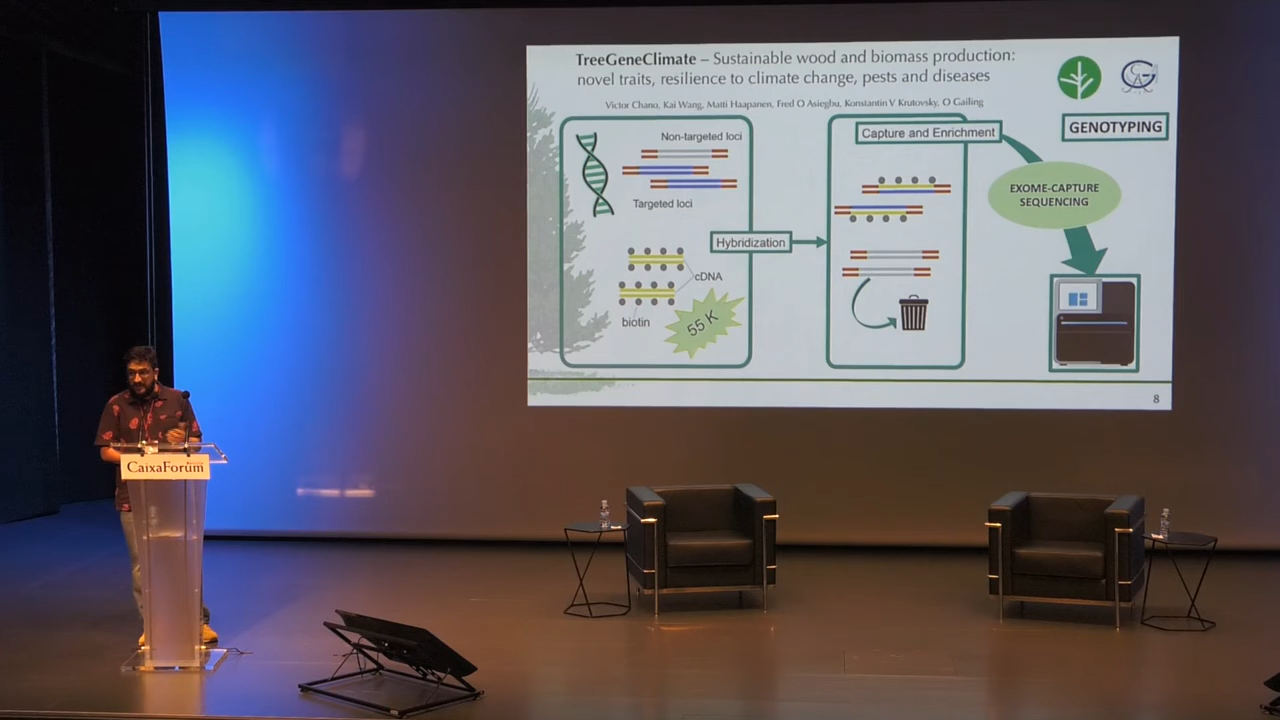 TreeGeneClimate – Sustainable wood and biomass production:
novel traits, resilience to climate change, pests and diseases
Victor Chano, Kai Wang, Matti Haapanen, Fred O Asiegbu, Konstantin V Krutovsky, O Gailing
GENOTYPING
Non-targeted loci
Targeted loci
cDNA
biotin
55 K
Hybridization
Capture and Enrichment
EXOME-CAPTURE
SEQUENCING
8
CaixaForum